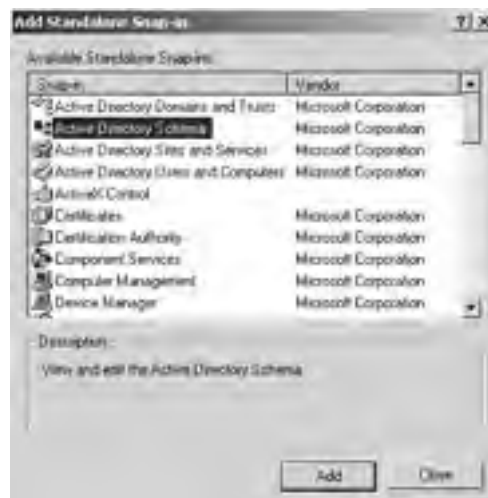 Add Standalone Snap-in
? X
Available Standalone Snap-ins:
Snap-in Vendor
Active Directory Domains and Trusts Microsoft Corporation
Active Directory Schema Microsoft Corporation
Active Directory Sites and Services Microsoft Corporation
Active Directory Users and Computers Microsoft Corporation
ActiveX Control
Certificates Microsoft Corporation
Certification Authority Microsoft Corporation
Component Services Microsoft Corporation
Computer Management Microsoft Corporation
Device Manager Microsoft Corporation
Description:
View and edit the Active Directory Schema
Add Close